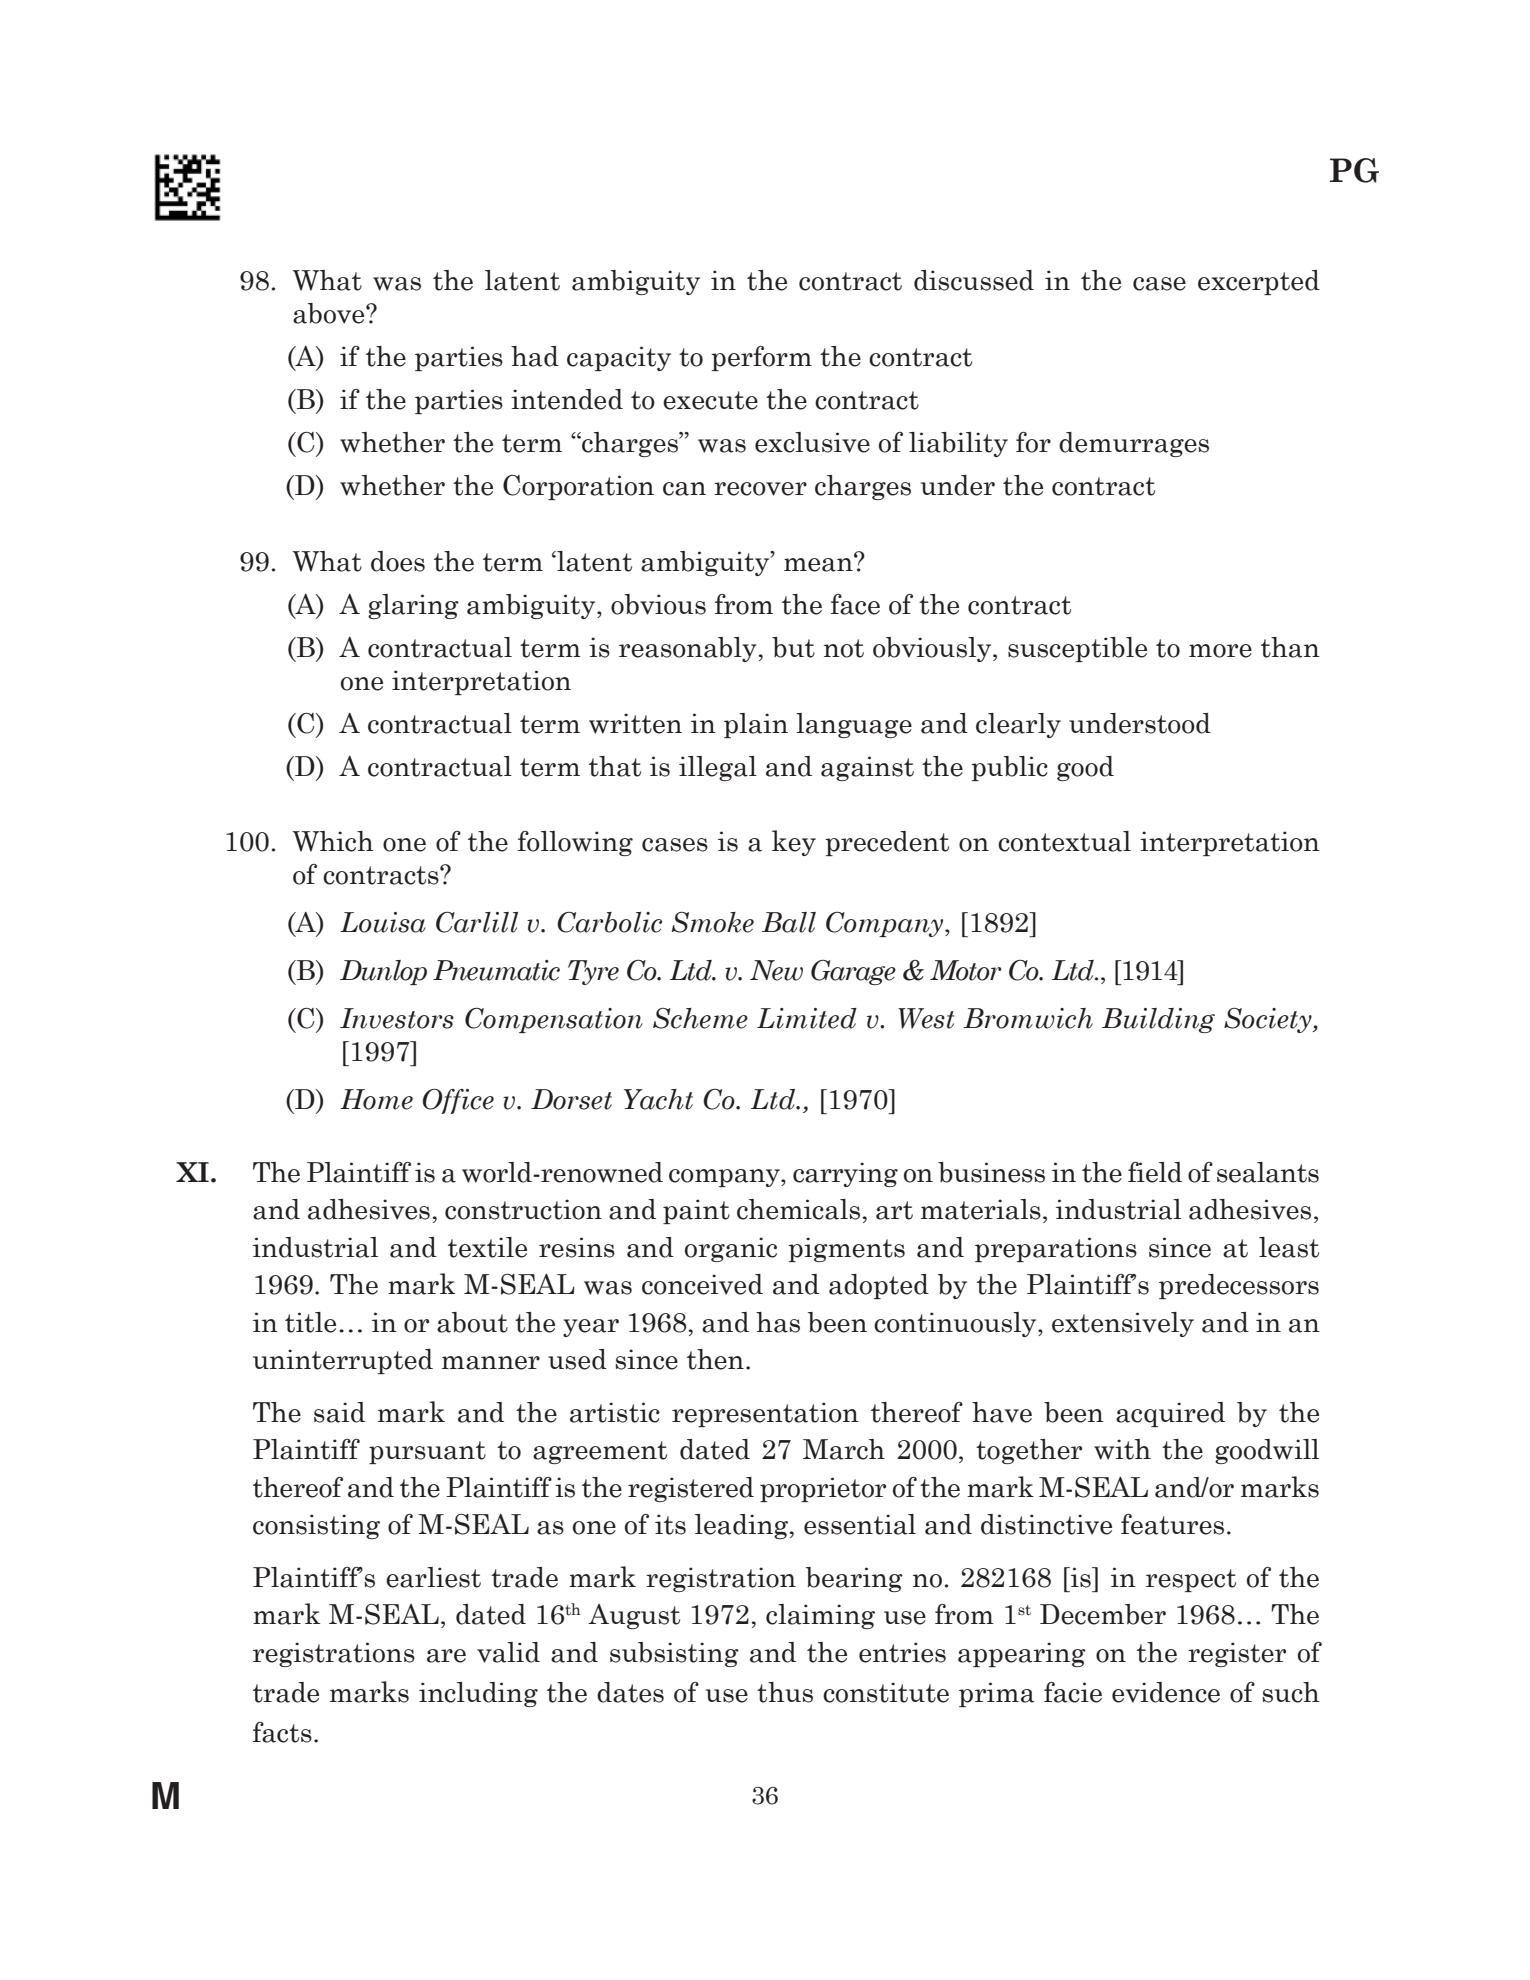 PG
98. What was the latent ambiguity in the contract discussed in the case excerpted
above?
(A) if the parties had capacity to perform the contract
(B) if the parties intended to execute the contract
(C) whether the term “charges” was exclusive of liability for demurrages
(D) whether the Corporation can recover charges under the contract
99. What does the term ‘latent ambiguity’ mean?
(A) A glaring ambiguity, obvious from the face of the contract
(B) A contractual term is reasonably, but not obviously, susceptible to more than
one interpretation
(C) A contractual term written in plain language and clearly understood
(D) A contractual term that is illegal and against the public good
100. Which one of the following cases is a key precedent on contextual interpretation
of contracts?
(A) Louisa Carlill v. Carbolic Smoke Ball Company, [1892]
(B) Dunlop Pneumatic Tyre Co. Ltd. v. New Garage & Motor Co. Ltd., [1914]
(C) Investors Compensation Scheme Limited v. West Bromwich Building Society,
[1997]
(D) Home Office v. Dorset Yacht Co. Ltd., [1970]
XI. The Plaintiff is a world-renowned company, carrying on business in the field of sealants
and adhesives, construction and paint chemicals, art materials, industrial adhesives,
industrial and textile resins and organic pigments and preparations since at least
1969. The mark M-SEAL was conceived and adopted by the Plaintiff’s predecessors
in title… in or about the year 1968, and has been continuously, extensively and in an
uninterrupted manner used since then.
The said mark and the artistic representation thereof have been acquired by the
Plaintiff pursuant to agreement dated 27 March 2000, together with the goodwill
thereof and the Plaintiff is the registered proprietor of the mark M-SEAL and/or marks
consisting of M-SEAL as one of its leading, essential and distinctive features.
Plaintiff’s earliest trade mark registration bearing no. 282168 [is] in respect of the
mark M-SEAL, dated 16th August 1972, claiming use from 1st December 1968… The
registrations are valid and subsisting and the entries appearing on the register of
trade marks including the dates of use thus constitute prima facie evidence of such
facts.
M
36